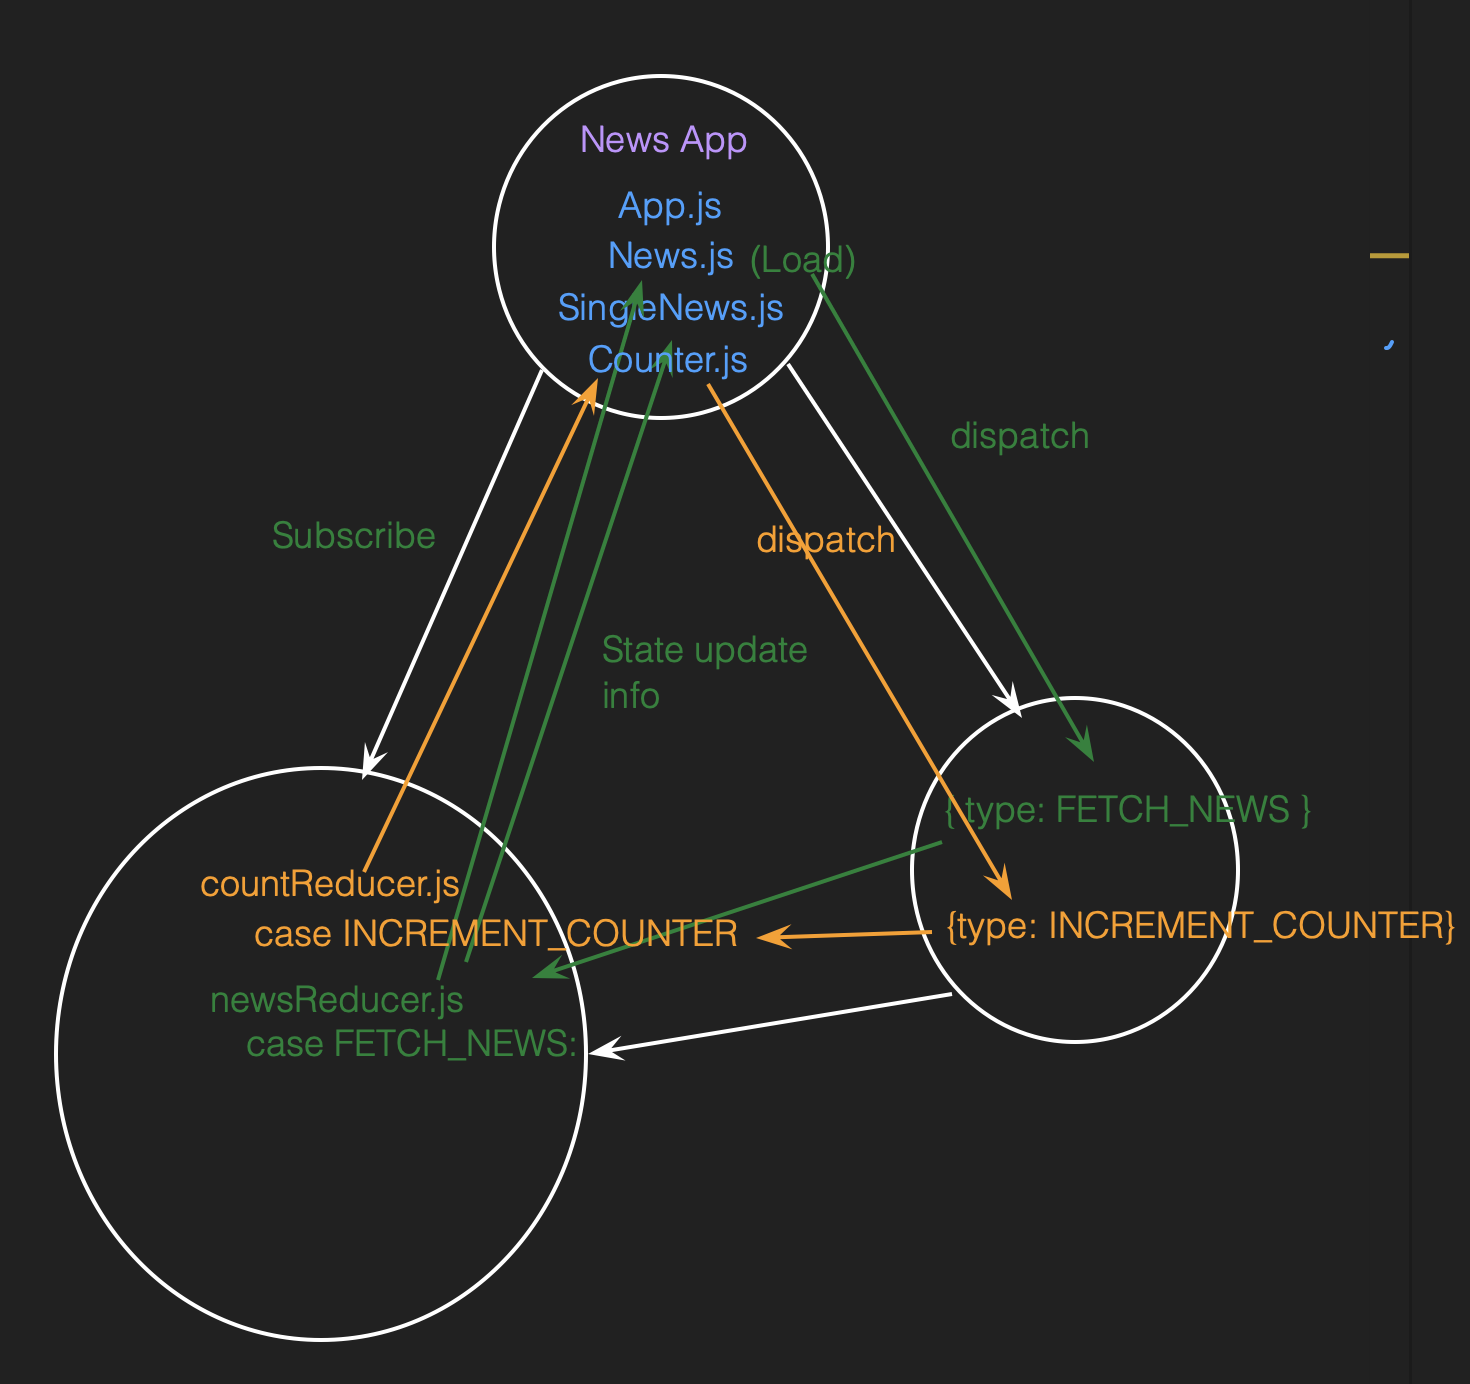 News App
App.js
News.js (Load)
SingleNews.js
Counter.js
dispatch
Subscribe
dispatch
State update
info
{ type: FETCH_NEWS }
countReducer.js
case INCREMENT_COUNTER
{type: INCREMENT_COUNTER}
newsReducer.js
case FETCH_NEWS: